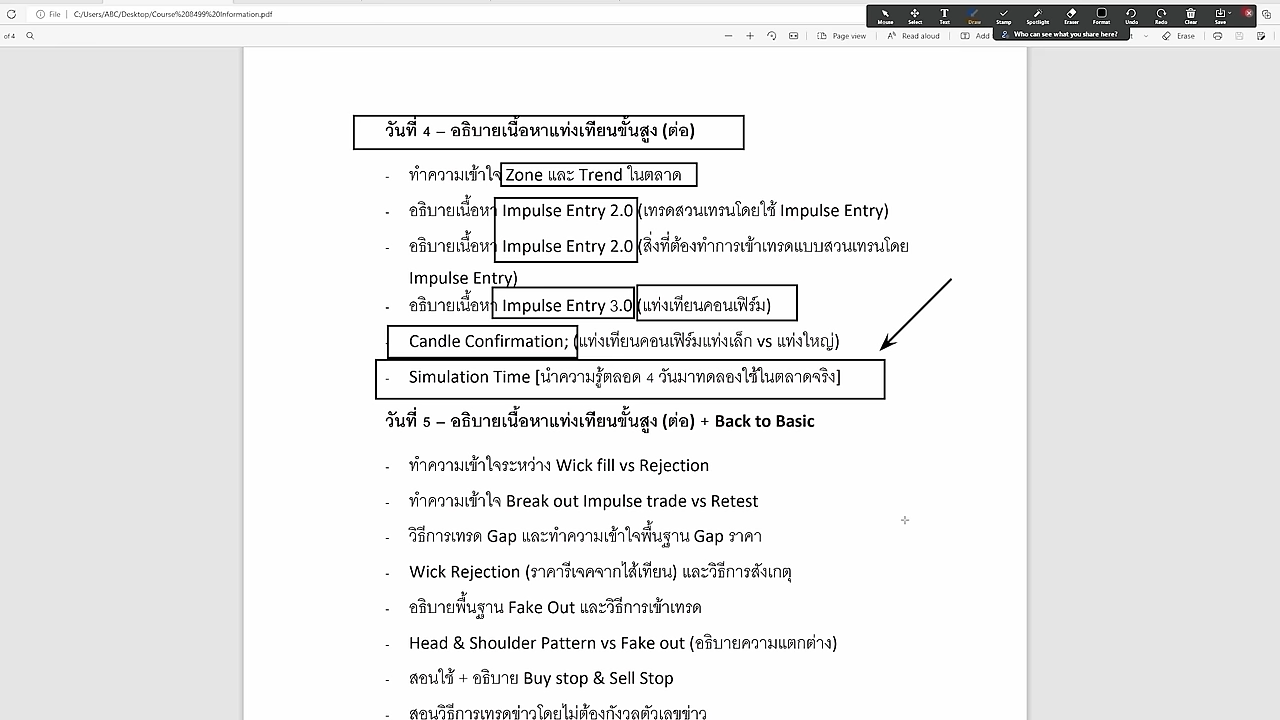 File
C:/Users/ABC/Desktop/Course%208499%20Information.pdf
Mouse Select Text Draw Stamp Spotlight Eraser Format Undo Redo Clear Save
Who can see what you share here?
of 4
Page view
Read aloud
Add
Erase
วันที่ 4 – อธิบายเนื้อหาแท่งเทียนขั้นสูง (ต่อ)
- ทำความเข้าใจ Zone และ Trend ในตลาด
- อธิบายเนื้อหา Impulse Entry 2.0 (เทรดสวนเทรนโดยใช้ Impulse Entry)
- อธิบายเนื้อหา Impulse Entry 2.0 (สิ่งที่ต้องทำการเข้าเทรดแบบสวนเทรนโดย
Impulse Entry)
- อธิบายเนื้อหา Impulse Entry 3.0 (แท่งเทียนคอนเฟิร์ม)
- Candle Confirmation; (แท่งเทียนคอนเฟิร์มแท่งเล็ก vs แท่งใหญ่)
- Simulation Time [นำความรู้ตลอด 4 วันมาทดลองใช้ในตลาดจริง]
วันที่ 5 – อธิบายเนื้อหาแท่งเทียนขั้นสูง (ต่อ) + Back to Basic
- ทำความเข้าใจระหว่าง Wick fill vs Rejection
- ทำความเข้าใจ Break out Impulse trade vs Retest
- วิธีการเทรด Gap และทำความเข้าใจพื้นฐาน Gap ราคา
- Wick Rejection (ราคารีเจคจากไส้เทียน) และวิธีการสังเกตุ
- อธิบายพื้นฐาน Fake Out และวิธีการเข้าเทรด
- Head & Shoulder Pattern vs Fake out (อธิบายความแตกต่าง)
- สอนใช้ + อธิบาย Buy stop & Sell Stop
- สอนวิธีการเทรดข่าวโดยไม่ต้องกังวลตัวเลขข่าว